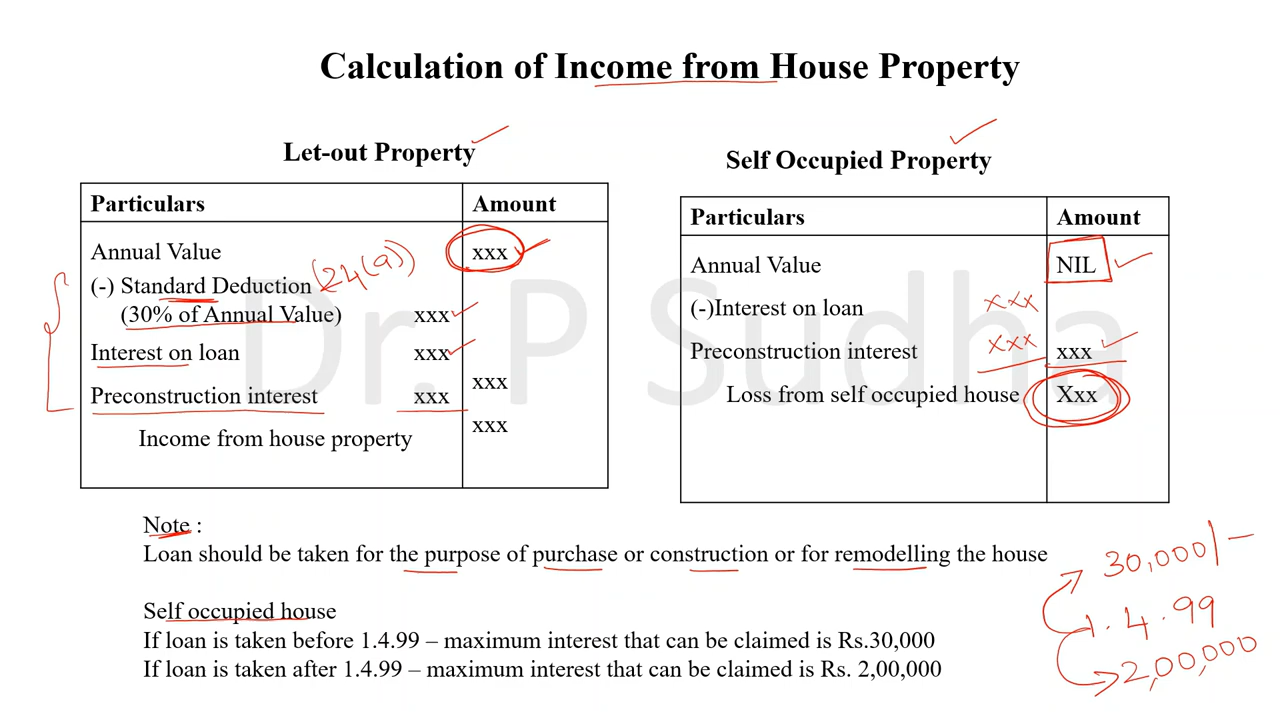 Calculation of Income from House Property
Let-out Property
Particulars Amount
Annual Value xxx
(-) Standard Deduction (24(a))
(30% of Annual Value) xxx
Interest on loan xxx
Preconstruction interest xxx xxx
Income from house property xxx
Self Occupied Property
Particulars Amount
Annual Value NIL
(-)Interest on loan xxx
Preconstruction interest xxx xxx
Loss from self occupied house Xxx
Dr. P Sudha
Note :
Loan should be taken for the purpose of purchase or construction or for remodelling the house
Self occupied house
If loan is taken before 1.4.99 – maximum interest that can be claimed is Rs.30,000
If loan is taken after 1.4.99 – maximum interest that can be claimed is Rs. 2,00,000
30,000/-
1.4.99
2,00,000